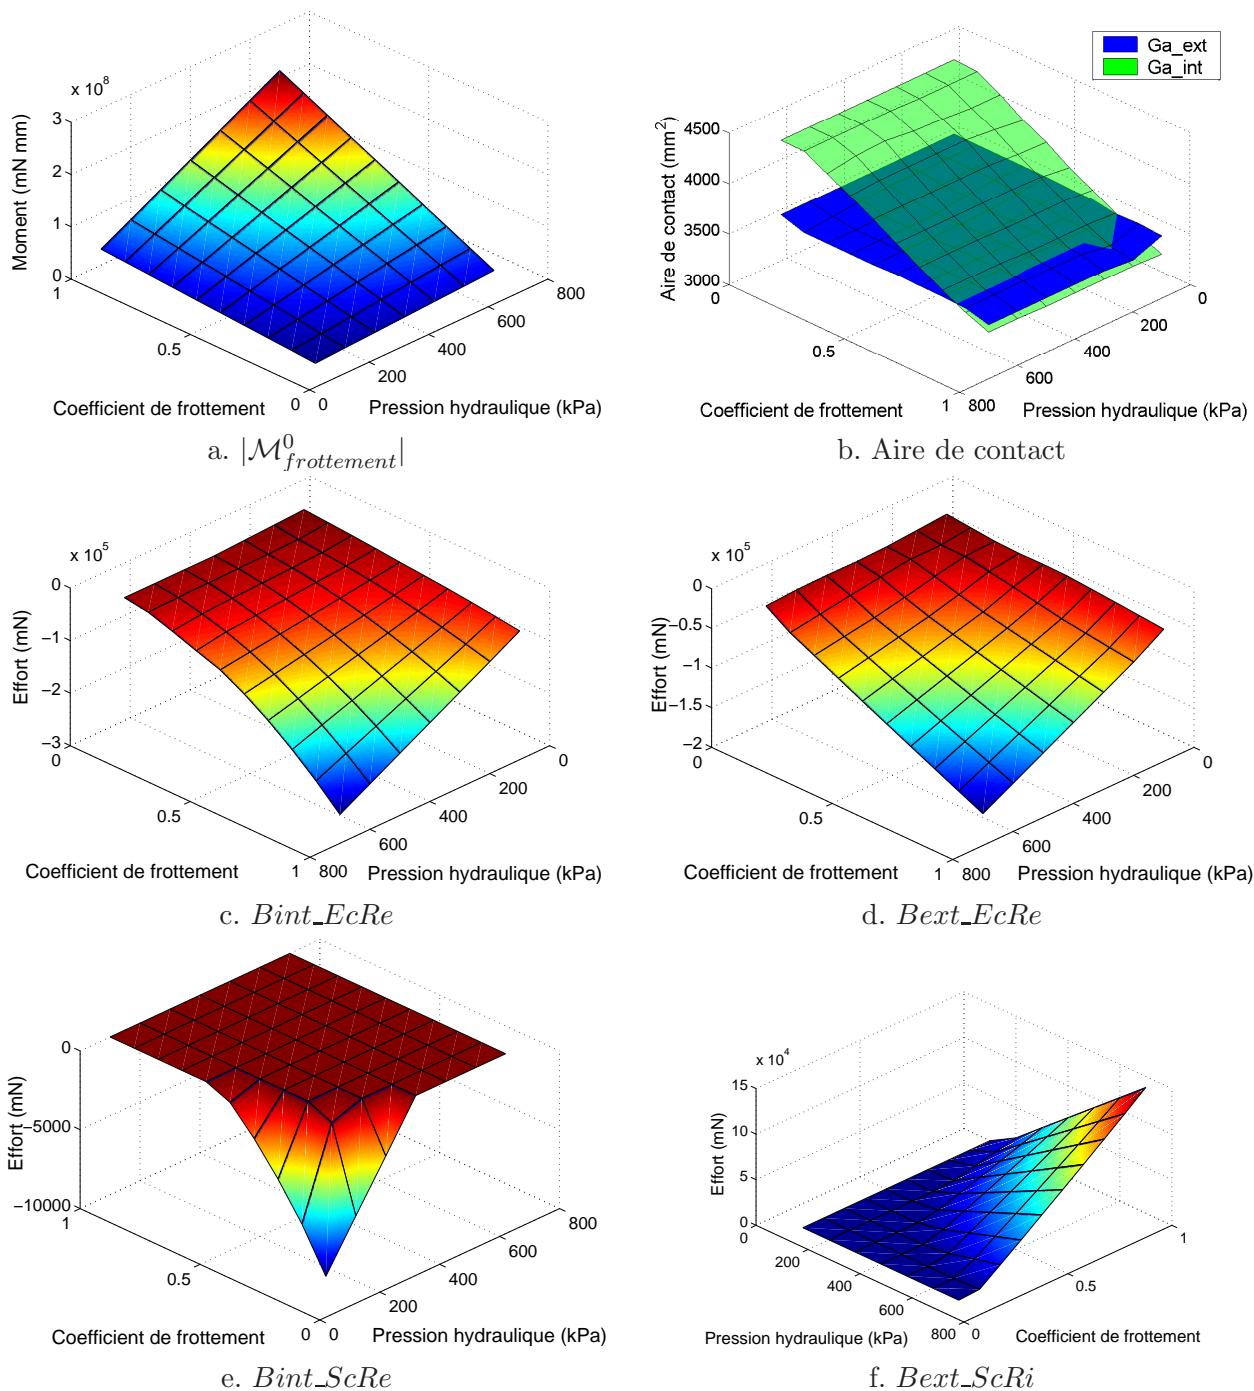 x 10^8
Moment (mN mm)
3
2
1
0
1
0.5
0
0
200
400
600
800
Coefficient de frottement
Pression hydraulique (kPa)
a. |M^0_frottement|
Ga_ext
Ga_int
Aire de contact (mm^2)
4500
4000
3500
3000
0
0.5
1
800
600
400
200
0
Coefficient de frottement
Pression hydraulique (kPa)
b. Aire de contact
x 10^5
Effort (mN)
0
−1
−2
−3
0
0.5
1
800
600
400
200
0
Coefficient de frottement
Pression hydraulique (kPa)
c. Bint_EcRe
x 10^5
Effort (mN)
0
−0.5
−1
−1.5
−2
0
0.5
1
800
600
400
200
0
Coefficient de frottement
Pression hydraulique (kPa)
d. Bext_EcRe
Effort (mN)
0
−5000
−10000
1
0.5
0
0
200
400
600
800
Coefficient de frottement
Pression hydraulique (kPa)
e. Bint_ScRe
x 10^4
Effort (mN)
15
10
5
0
0
200
400
600
800
0
0.5
1
Pression hydraulique (kPa)
Coefficient de frottement
f. Bext_ScRi